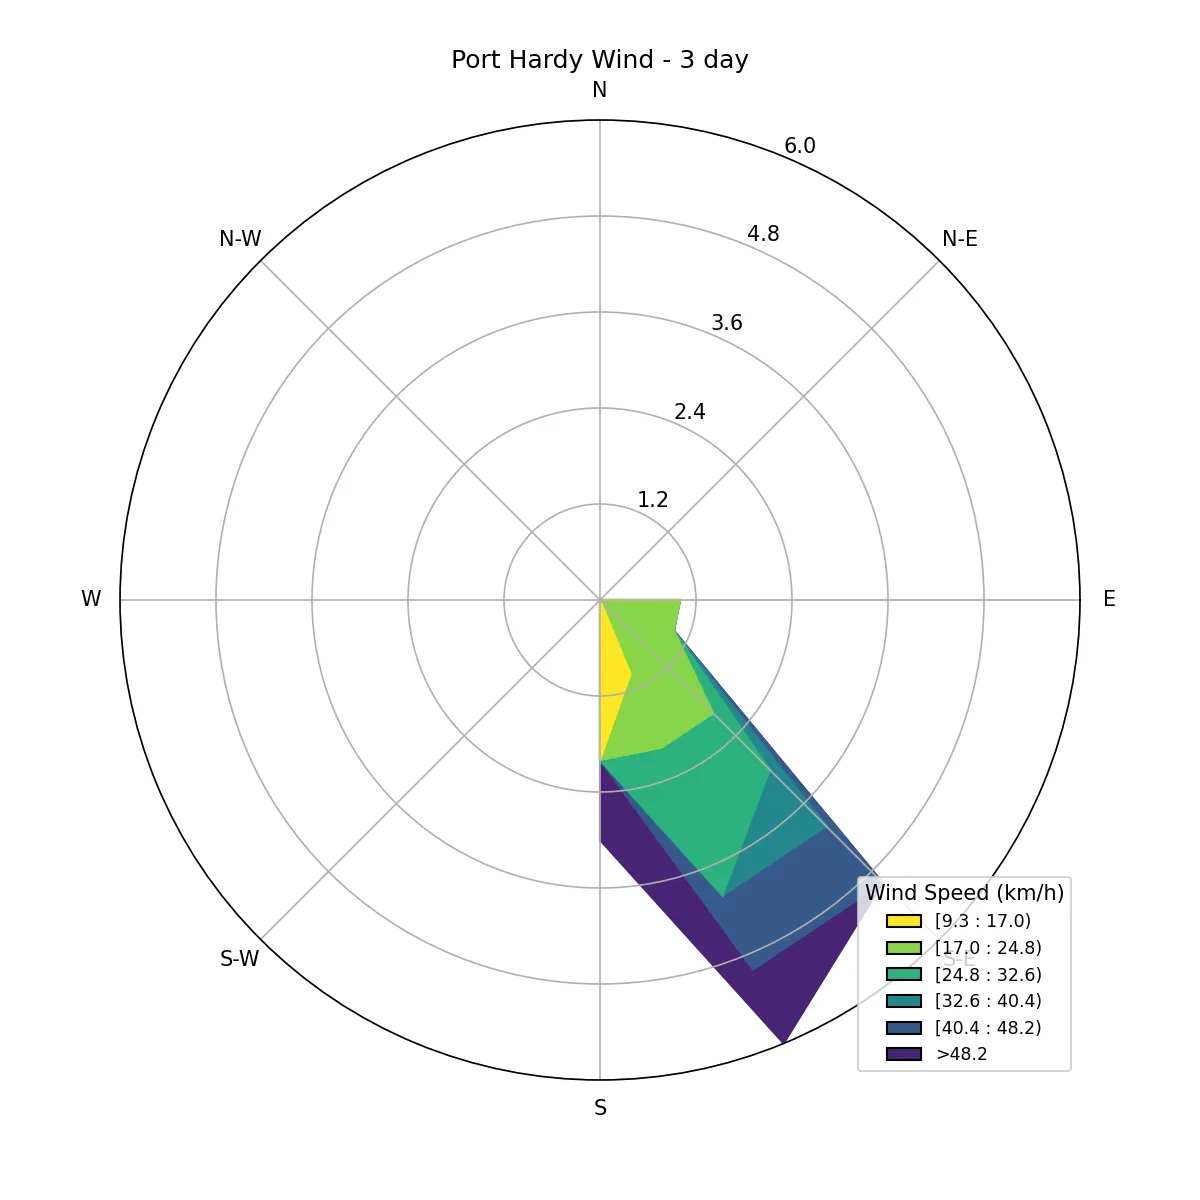 Port Hardy Wind - 3 day
N
6.0
4.8
N-W
N-E
3.6
2.4
1.2
W
E
Wind Speed (km/h)
[9.3 : 17.0)
[17.0 : 24.8)
S-W
S-E
[24.8 : 32.6)
[32.6 : 40.4)
[40.4 : 48.2)
>48.2
S